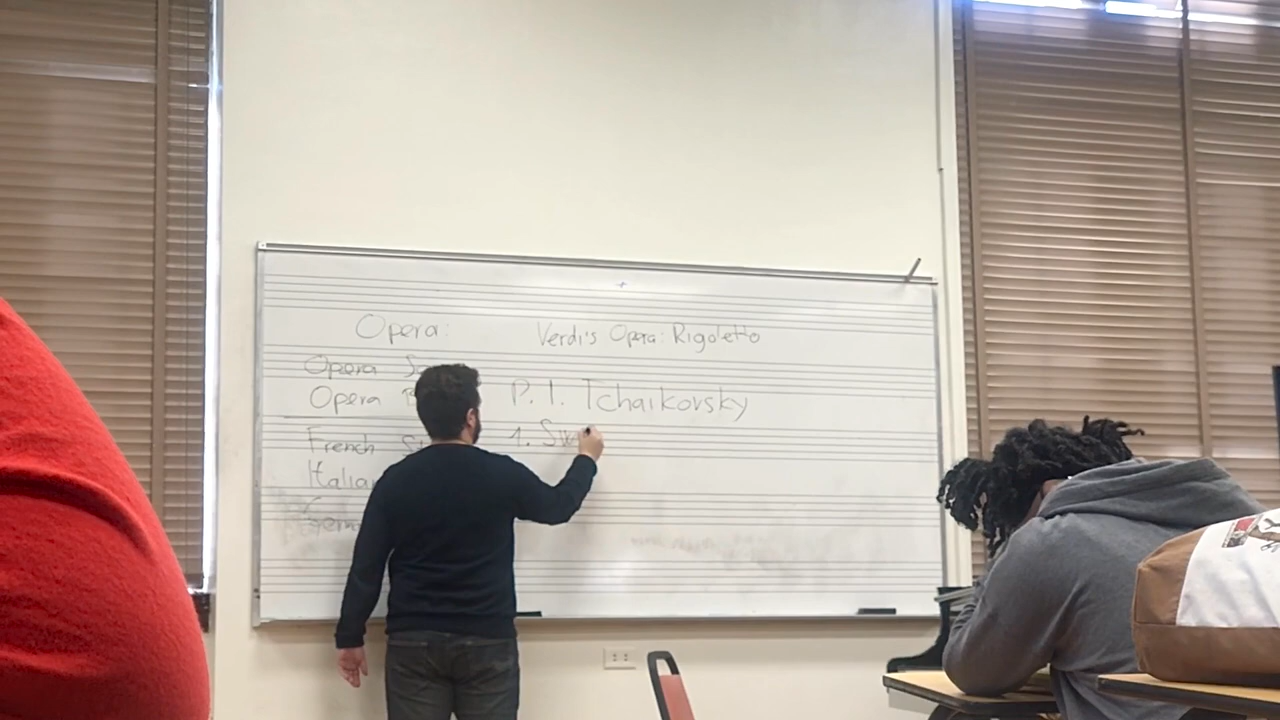 Opera:
Opera
Opera
French
Italian
Verdi's Opera: Rigoletto
P. I. Tchaikovsky
1.